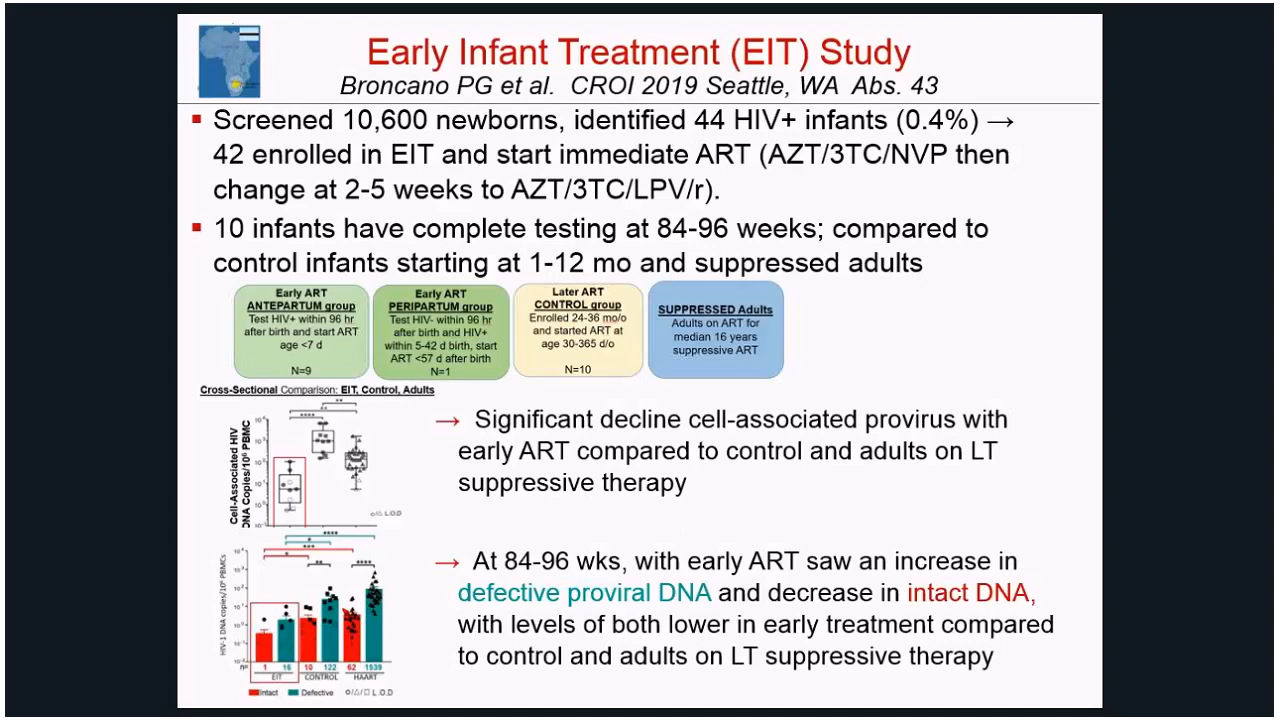 Early Infant Treatment (EIT) Study
Broncano PG et al. CROI 2019 Seattle, WA Abs. 43
▪ Screened 10,600 newborns, identified 44 HIV+ infants (0.4%) →
42 enrolled in EIT and start immediate ART (AZT/3TC/NVP then
change at 2-5 weeks to AZT/3TC/LPV/r).
▪ 10 infants have complete testing at 84-96 weeks; compared to
control infants starting at 1-12 mo and suppressed adults
Early ART
ANTEPARTUM group
Test HIV+ within 96 hr
after birth and start ART
age <7 d
N=9
Early ART
PERIPARTUM group
Test HIV- within 96 hr
after birth and HIV+
within 5-42 d birth, start
ART <57 d after birth
N=1
Later ART
CONTROL group
Enrolled 24-36 mo/o
and started ART at
age 30-365 d/o
N=10
SUPPRESSED Adults
Adults on ART for
median 16 years
suppressive ART
Cross-Sectional Comparison: EIT, Control, Adults
Cell-Associated HIV
DNA Copies/10⁶ PBMC
**
**
****
○/△ L.O.D
→ Significant decline cell-associated provirus with
early ART compared to control and adults on LT
suppressive therapy
HIV-1 DNA copies/10⁶ PBMCs
****
*
***
*
**
****
n= 1 16 10 122 62 1539
EIT CONTROL HAART
Intact Defective ○/△/□ L.O.D
→ At 84-96 wks, with early ART saw an increase in
defective proviral DNA and decrease in intact DNA,
with levels of both lower in early treatment compared
to control and adults on LT suppressive therapy